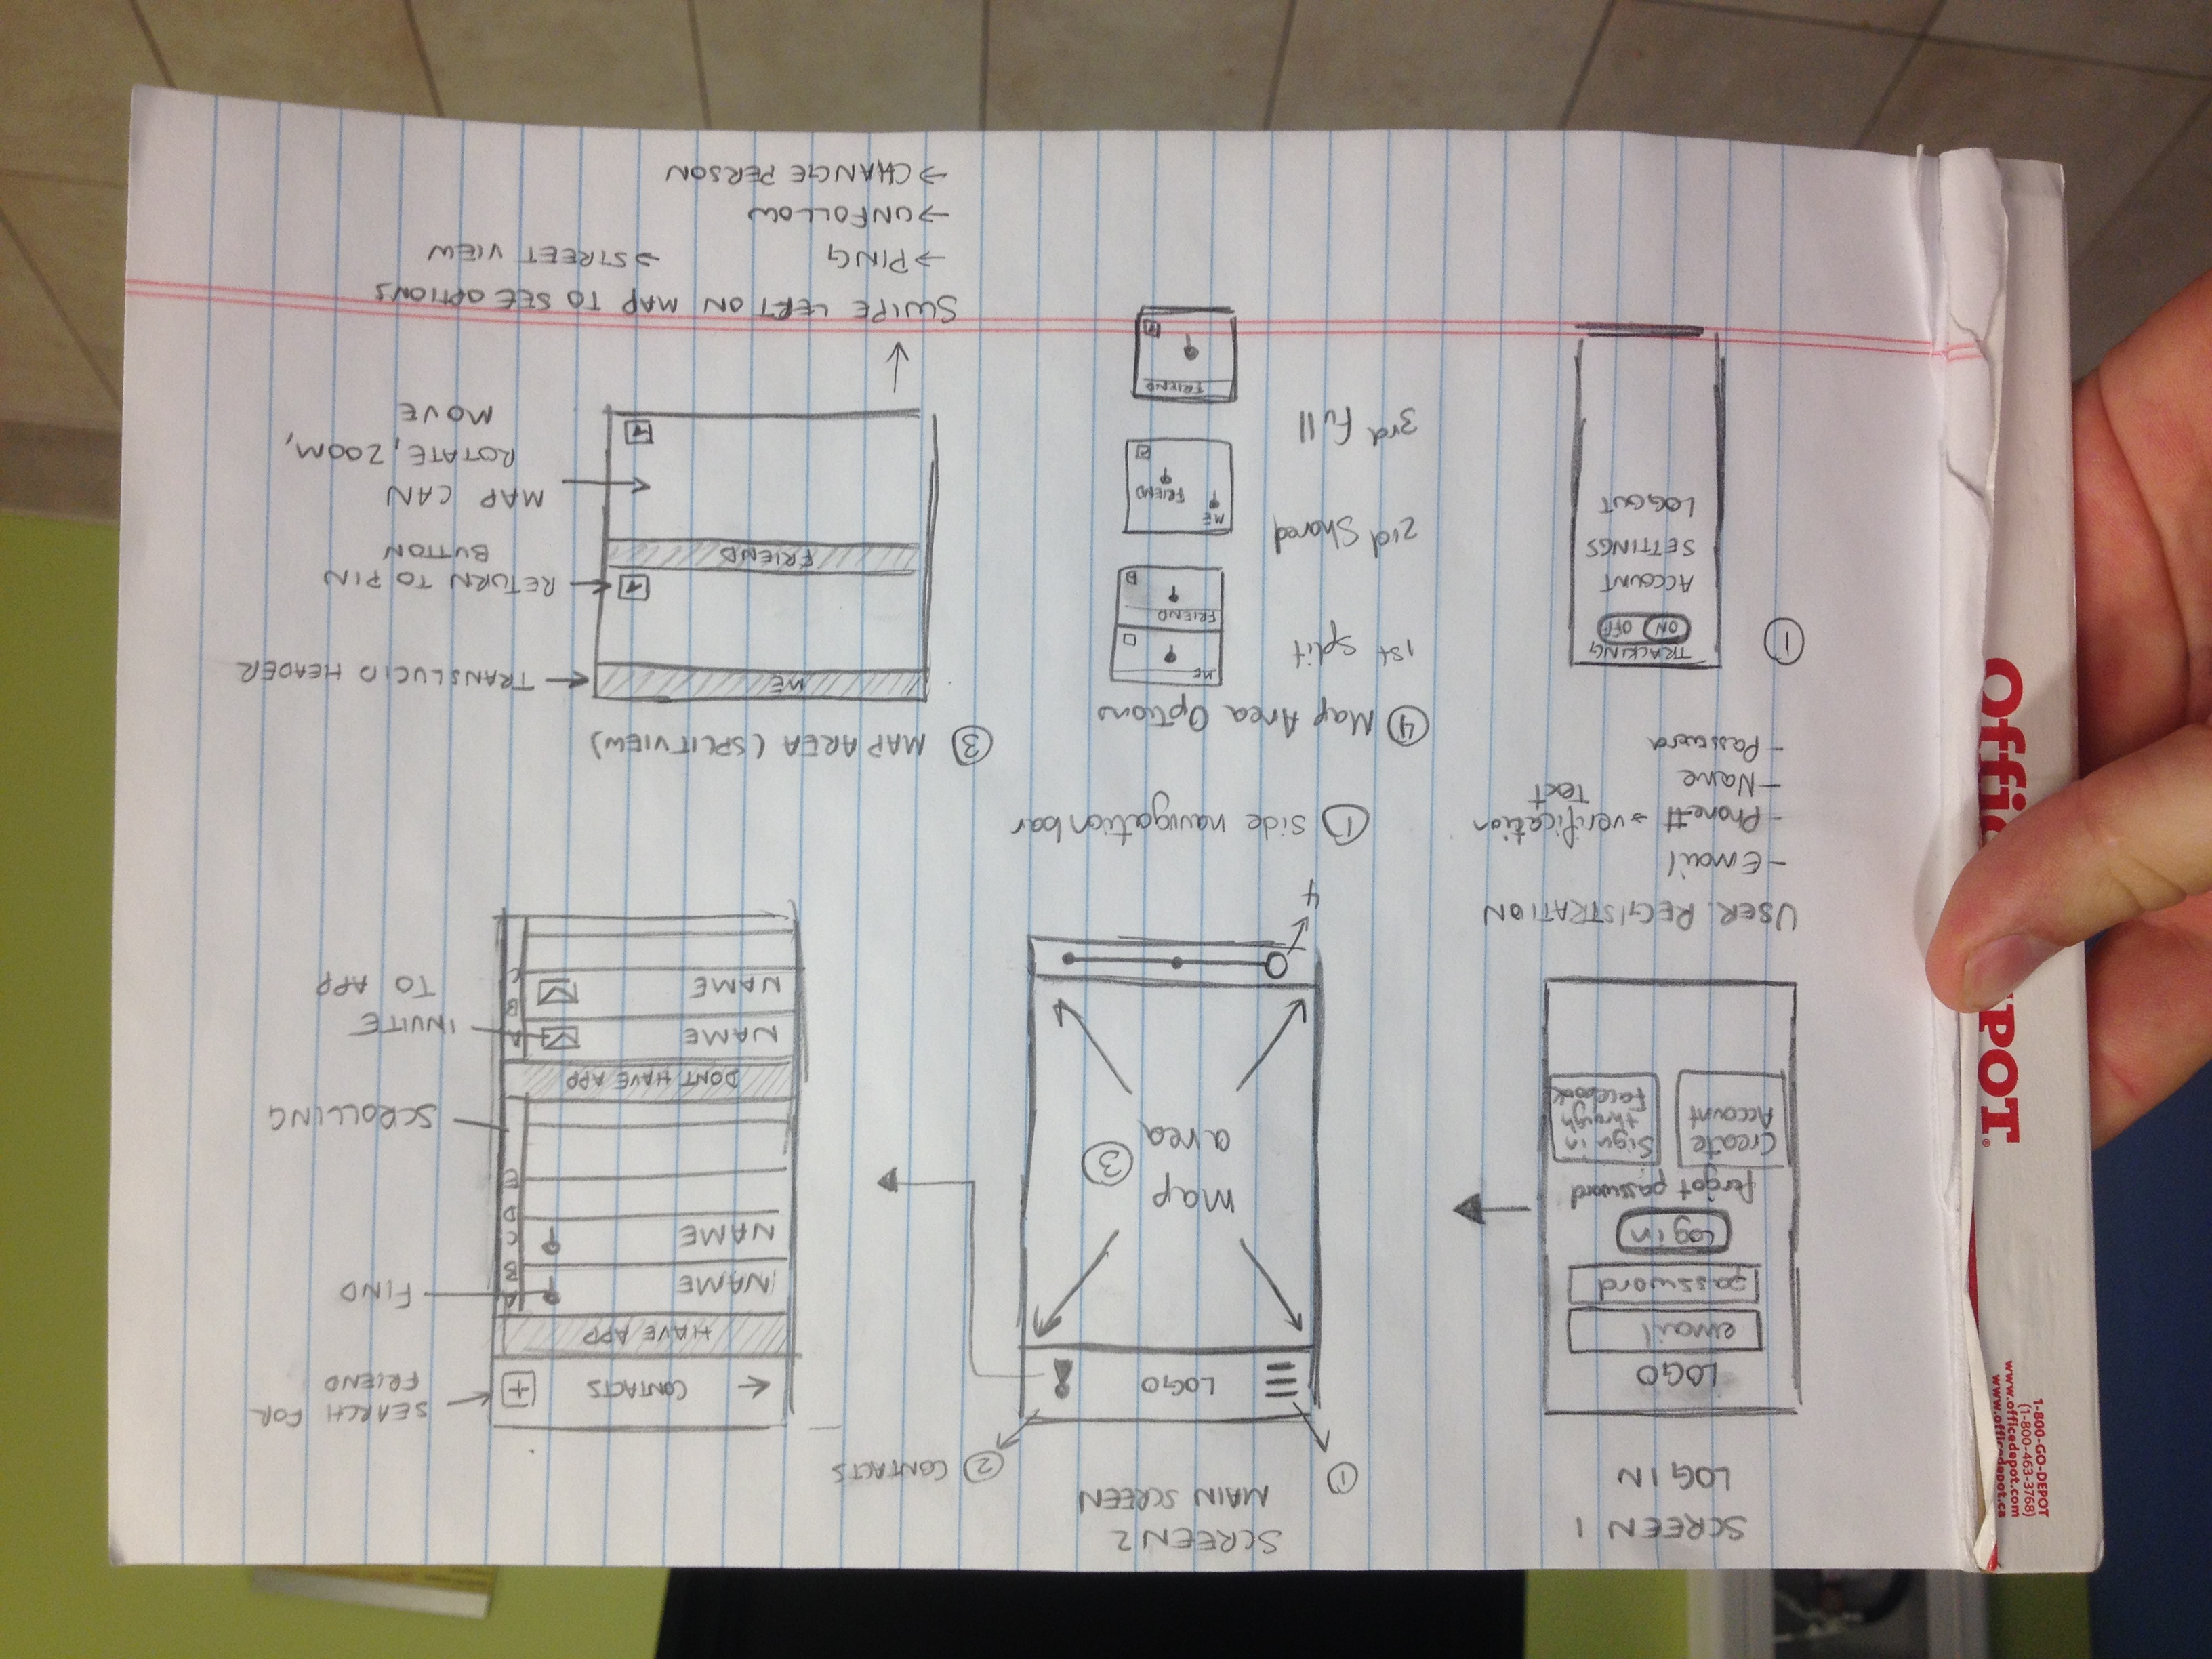 1-800-GO-DEPOT
(1-800-463-3768)
www.officedepot.com
www.officedepot.ca
SCREEN 1
LOG IN
LOGO
email
password
Log in
forgot password
Create
Account
Sign in
through
Facebook
USER REGISTRATION
- Email
- Phone # → verification
Text
- Name
- Password
1
TRACKING
ON OFF
ACCOUNT
SETTINGS
LOGOUT
SCREEN 2
MAIN SCREEN
1
2 CONTACTS
LOGO
map
area 3
4
1 side navigation bar
4 Map Area Options
1st Split
ME
FRIEND
2rd Shared
ME
FRIEND
3rd Full
FRIEND
← CONTACTS +
SEARCH FOR
FRIEND
HAVE APP
NAME
NAME
A
B
C
D
E
FIND
SCROLLING
DONT HAVE APP
NAME
NAME
A
B
C
INVITE
TO APP
3 MAP AREA (SPLIT VIEW)
ME
TRANSLUCID HEADER
RETURN TO PIN
BUTTON
FRIEND
MAP CAN
ROTATE, ZOOM,
MOVE
SWIPE LEFT ON MAP TO SEE OPTIONS
→ PING
→ STREET VIEW
→ UNFOLLOW
→ CHANGE PERSON